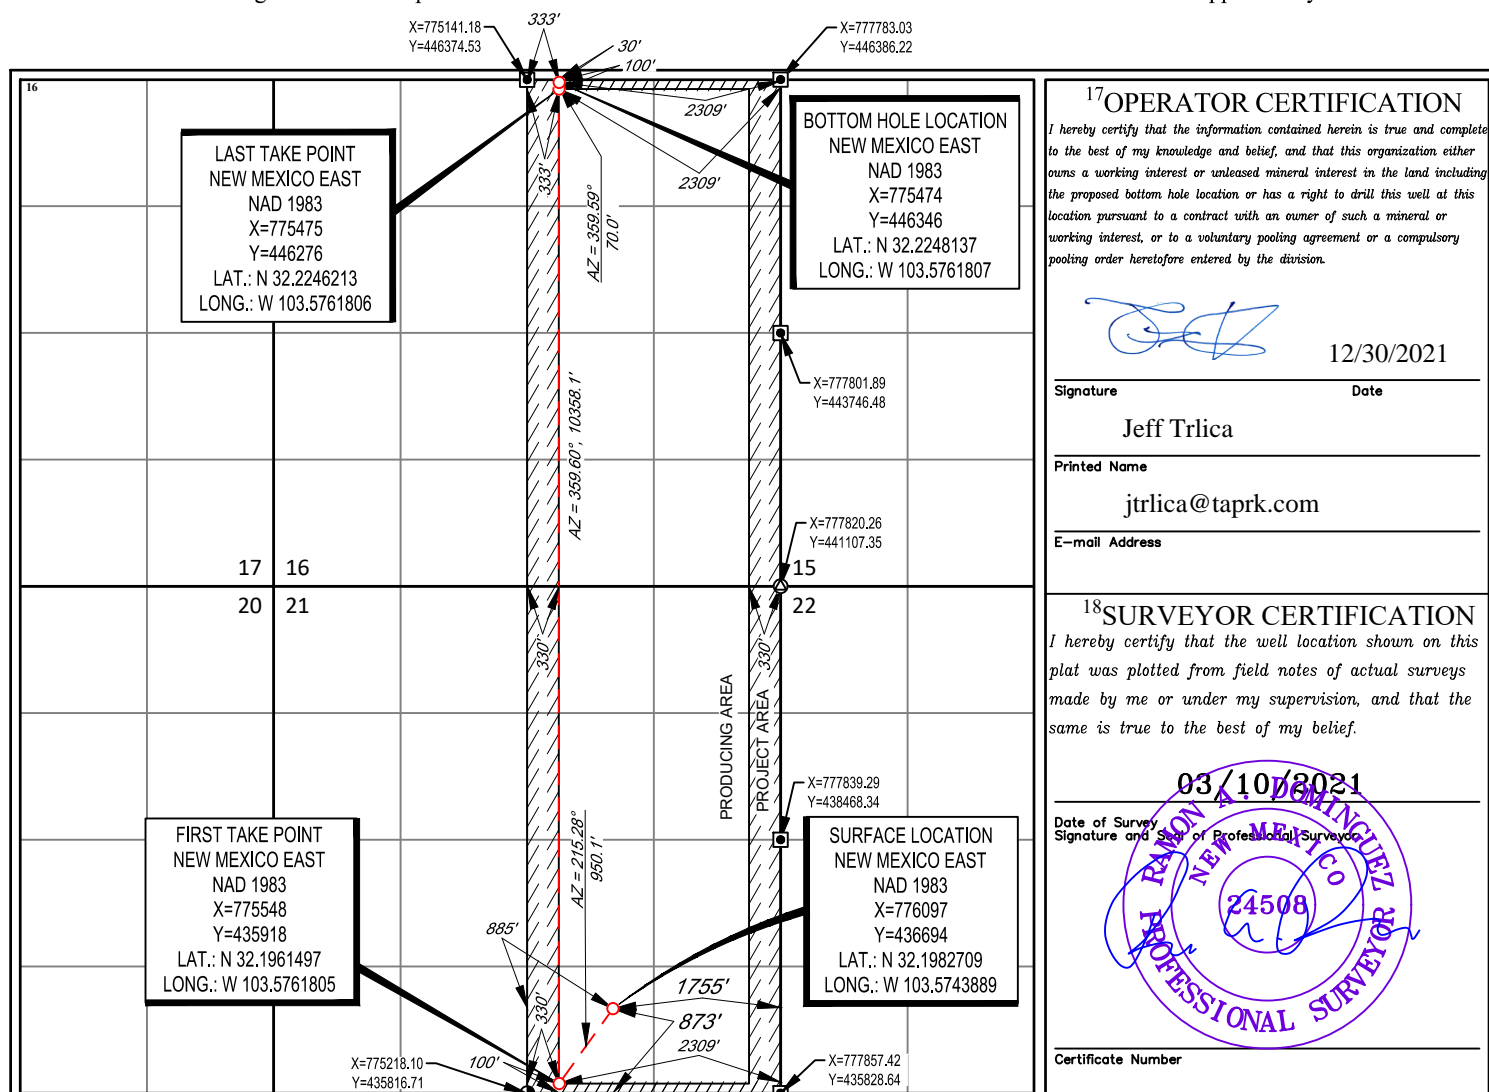 X=775141.18
Y=446374.53
333'
30'
100'
X=777783.03
Y=446386.22
16
2309'
2309'
333'
LAST TAKE POINT
NEW MEXICO EAST
NAD 1983
X=775475
Y=446276
LAT.: N 32.2246213
LONG.: W 103.5761806
BOTTOM HOLE LOCATION
NEW MEXICO EAST
NAD 1983
X=775474
Y=446346
LAT.: N 32.2248137
LONG.: W 103.5761807
AZ = 359.59°
70.0'
X=777801.89
Y=443746.48
AZ = 359.60°, 10358.1'
X=777820.26
Y=441107.35
17 16
15
20 21
22
330'
330'
PRODUCING AREA
PROJECT AREA
X=777839.29
Y=438468.34
FIRST TAKE POINT
NEW MEXICO EAST
NAD 1983
X=775548
Y=435918
LAT.: N 32.1961497
LONG.: W 103.5761805
AZ = 215.28°
950.1'
SURFACE LOCATION
NEW MEXICO EAST
NAD 1983
X=776097
Y=436694
LAT.: N 32.1982709
LONG.: W 103.5743889
885'
1755'
873'
330'
2309'
100'
X=775218.10
Y=435816.71
X=777857.42
Y=435828.64
17OPERATOR CERTIFICATION
I hereby certify that the information contained herein is true and complete
to the best of my knowledge and belief, and that this organization either
owns a working interest or unleased mineral interest in the land including
the proposed bottom hole location or has a right to drill this well at this
location pursuant to a contract with an owner of such a mineral or
working interest, or to a voluntary pooling agreement or a compulsory
pooling order heretofore entered by the division.
12/30/2021
Signature Date
Jeff Trlica
Printed Name
jtrlica@taprk.com
E-mail Address
18SURVEYOR CERTIFICATION
I hereby certify that the well location shown on this
plat was plotted from field notes of actual surveys
made by me or under my supervision, and that the
same is true to the best of my belief.
03/10/2021
Date of Survey
Signature and Seal of Professional Surveyor
RAMON A. DOMINGUEZ
NEW MEXICO
24508
PROFESSIONAL SURVEYOR
Certificate Number